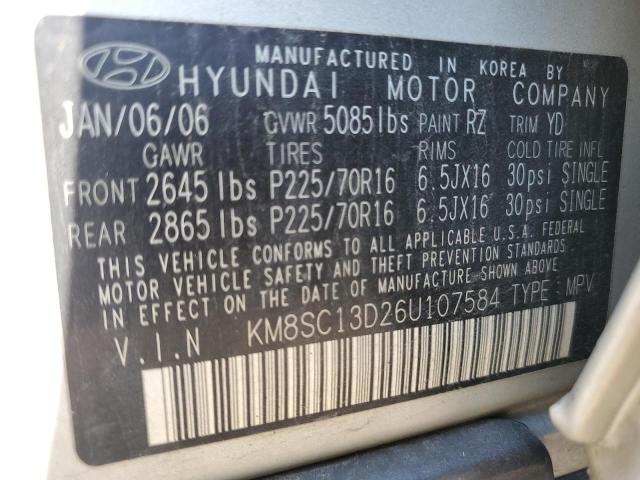 MANUFACTURED IN KOREA BY
HYUNDAI MOTOR COMPANY
JAN/06/06 GVWR 5085lbs PAINT RZ TRIM YD
GAWR TIRES RIMS COLD TIRE INFL
FRONT 2645 lbs P225/70R16 6.5JX16 30psi SINGLE
REAR 2865 lbs P225/70R16 6.5JX16 30psi SINGLE
THIS VEHICLE CONFORMS TO ALL APPLICABLE U.S.A. FEDERAL
MOTOR VEHICLE SAFETY AND THEFT PREVENTION STANDARDS
IN EFFECT ON THE DATE OF MANUFACTURE SHOWN ABOVE.
V.I.N KM8SC13D26U107584 TYPE : MPV